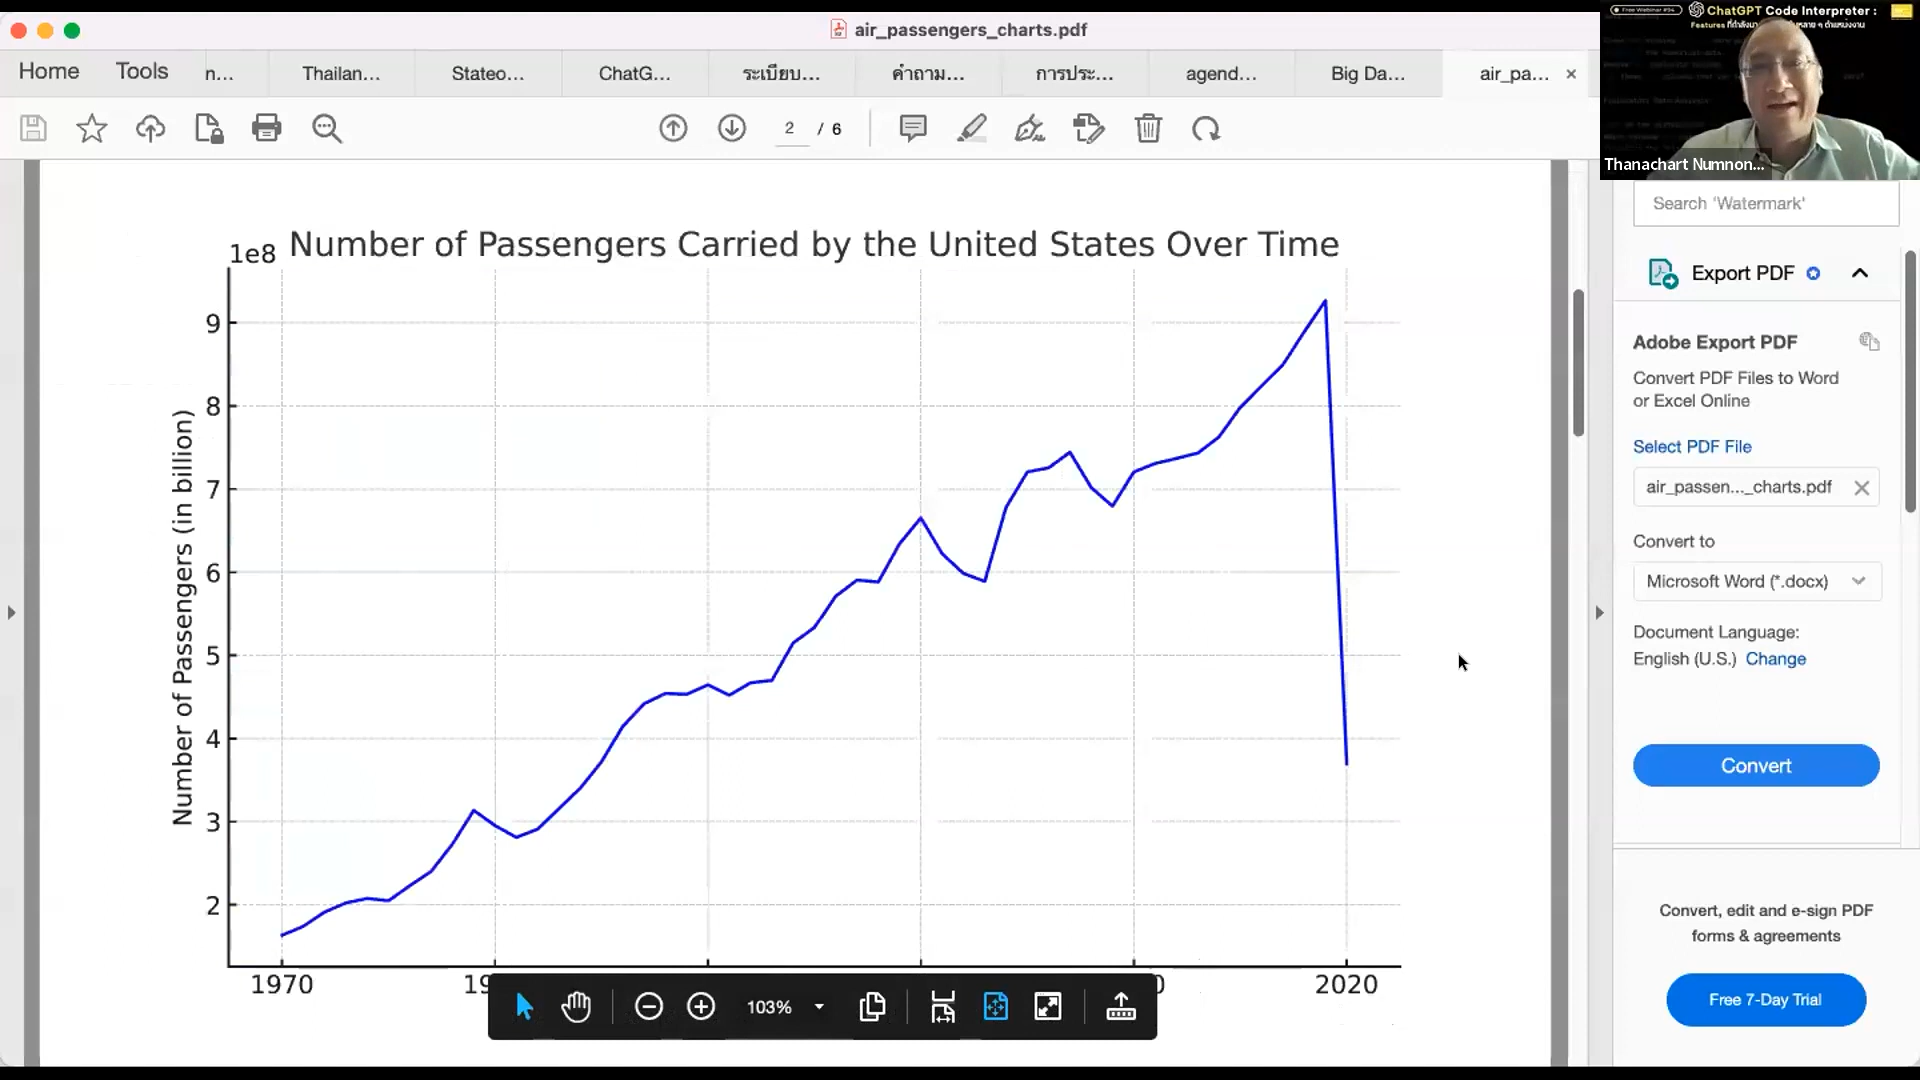 air_passengers_charts.pdf
Free Webinar #34
ChatGPT Code Interpreter :
Features
Home Tools n... Thailan... Stateo... ChatG... ระเบียบ... คำถาม... การประ... agend... Big Da... air_pa... ×
2 / 6
Thanachart Numnon...
Search 'Watermark'
Export PDF
Adobe Export PDF
Convert PDF Files to Word
or Excel Online
Select PDF File
air_passen..._charts.pdf
Convert to
Microsoft Word (*.docx)
Document Language:
English (U.S.) Change
Convert
Convert, edit and e-sign PDF
forms & agreements
Free 7-Day Trial
1e8 Number of Passengers Carried by the United States Over Time
Number of Passengers (in billion)
9
8
7
6
5
4
3
2
1970 2020
103%